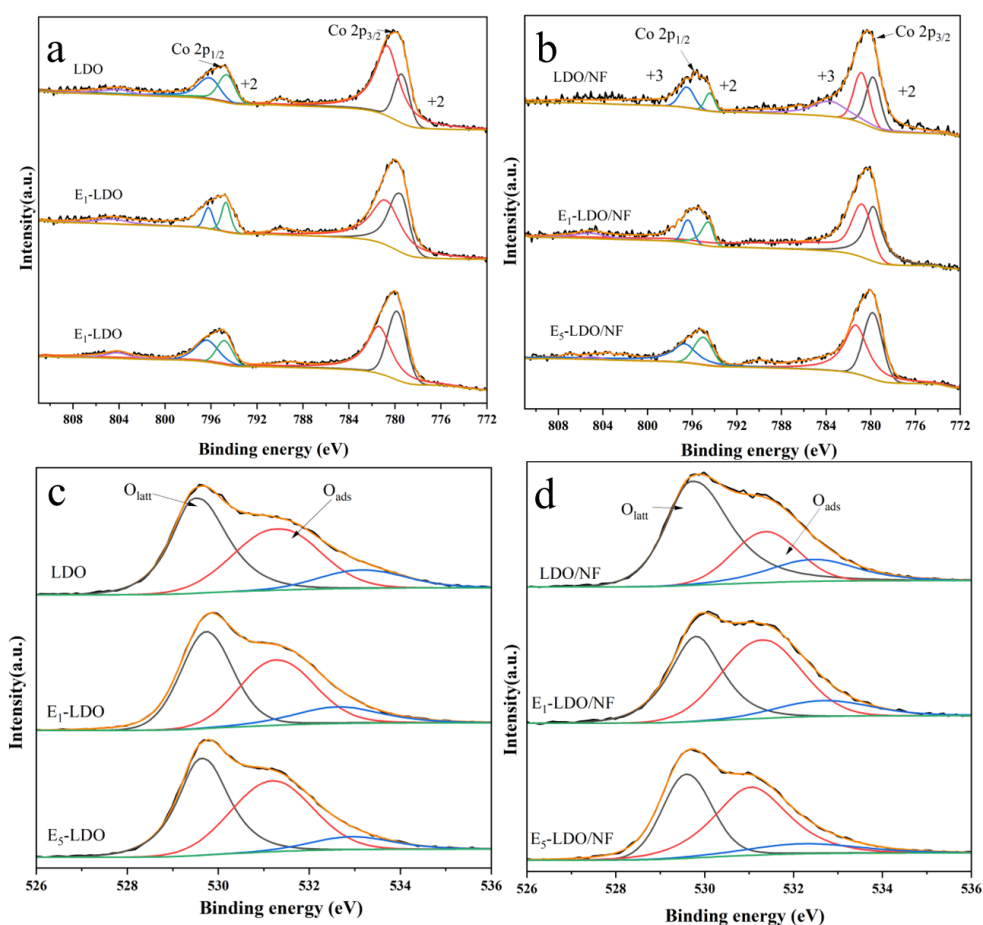 a
Co 2p3/2
Co 2p1/2
LDO
+2
+2
E1-LDO
E1-LDO
Intensity(a.u.)
808 804 800 796 792 788 784 780 776 772
Binding energy (eV)
b
Co 2p3/2
Co 2p1/2
LDO/NF
+3
+2
+3
+2
E1-LDO/NF
E5-LDO/NF
Intensity(a.u.)
808 804 800 796 792 788 784 780 776 772
Binding energy (eV)
c
Olatt
Oads
LDO
E1-LDO
E5-LDO
Intensity(a.u.)
526 528 530 532 534 536
Binding energy (eV)
d
Olatt
Oads
LDO/NF
E1-LDO/NF
E5-LDO/NF
Intensity(a.u.)
526 528 530 532 534 536
Binding energy (eV)